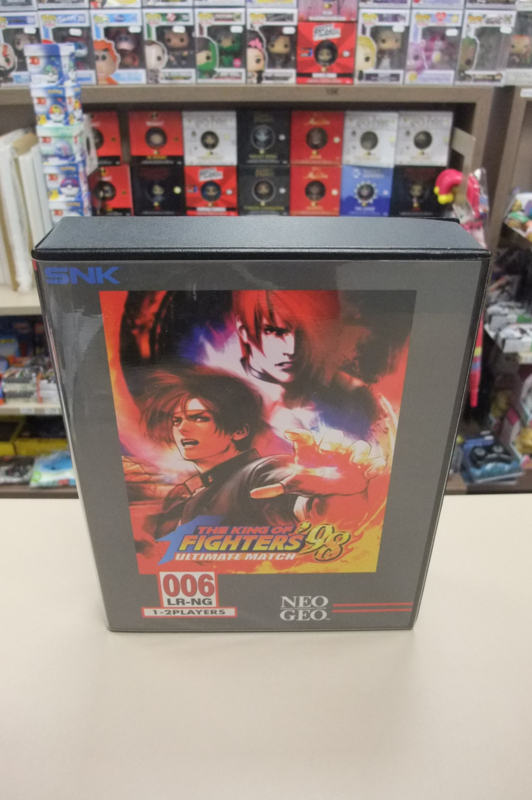 SNK
THE KING OF
FIGHTERS '98
ULTIMATE MATCH
006
LR-NG
1-2PLAYERS
NEO
GEO